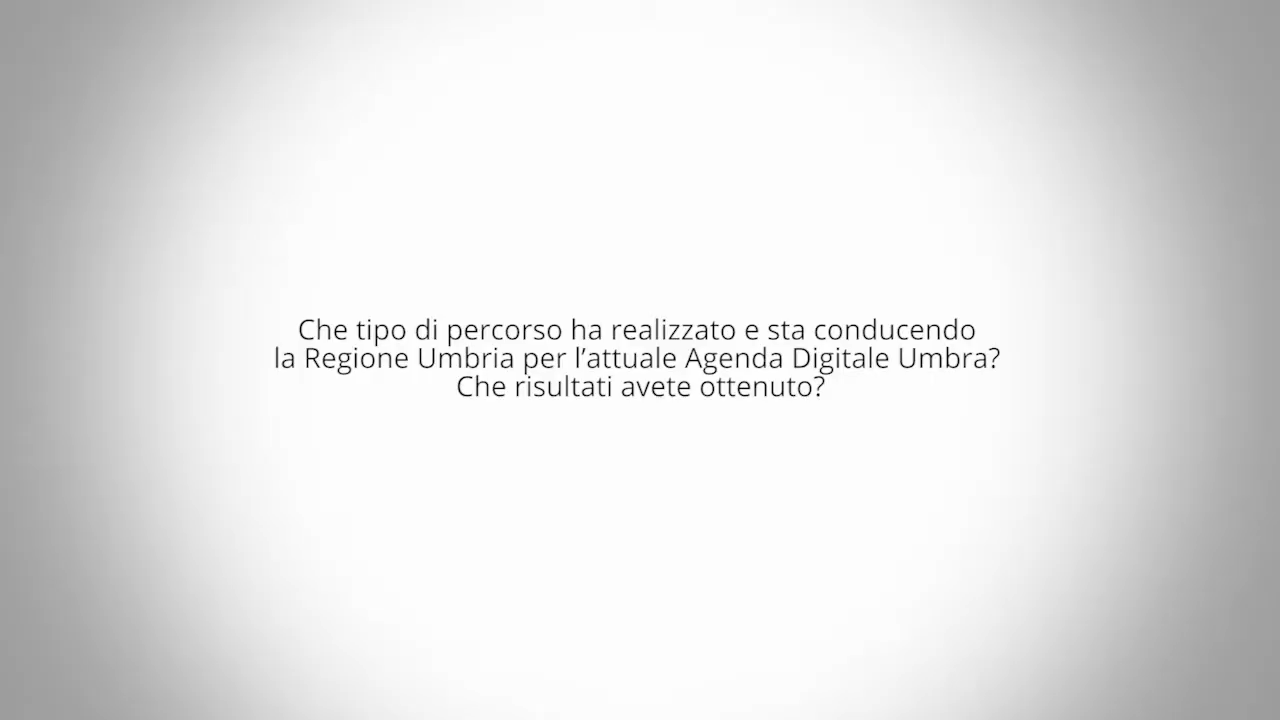 Che tipo di percorso ha realizzato e sta conducendo
la Regione Umbria per l’attuale Agenda Digitale Umbra?
Che risultati avete ottenuto?